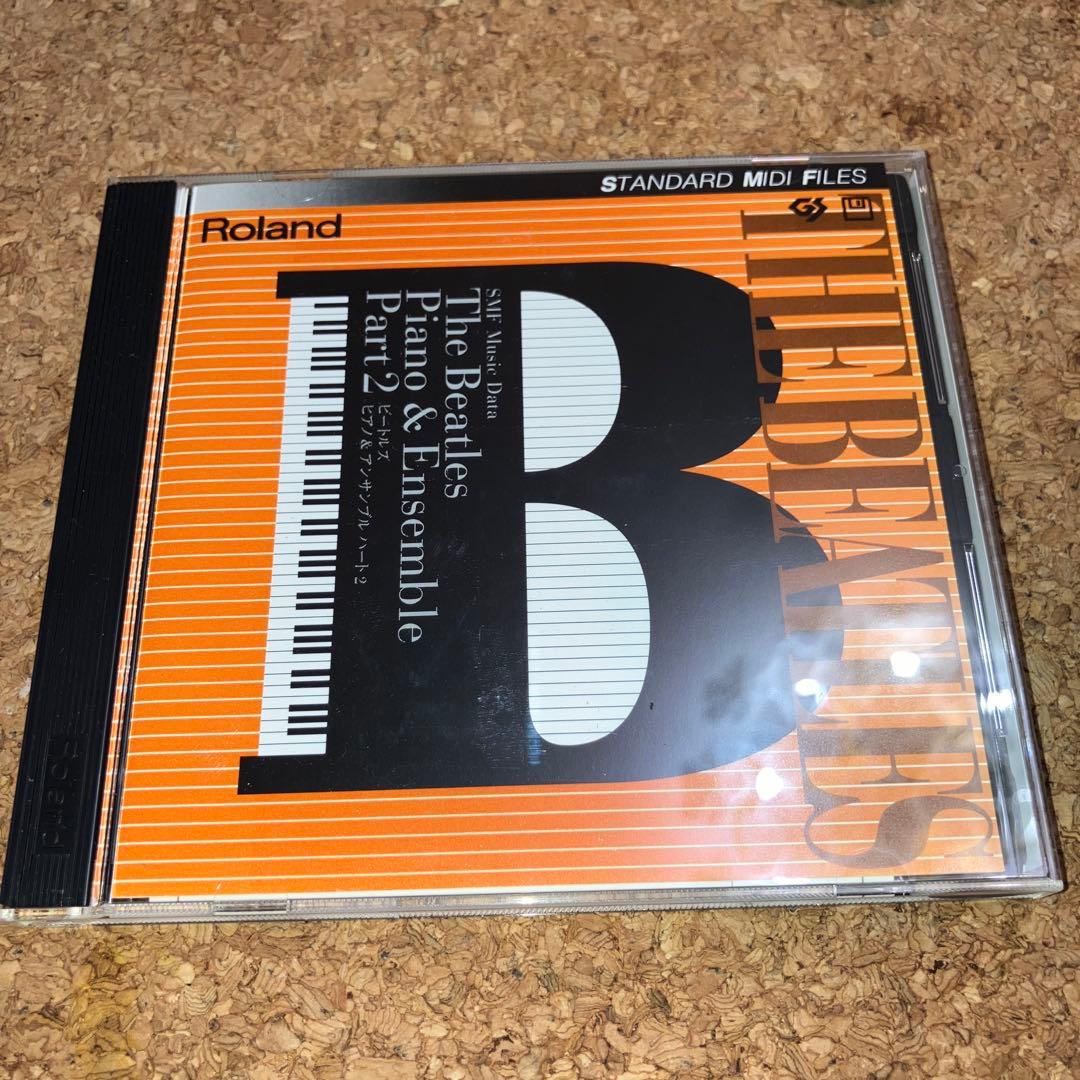 STANDARD MIDI FILES
Roland
GS
THE BEATLES
SMF Music Data
The Beatles
Piano & Ensemble
Part 2
ビートルズ
ピアノ&アンサンブル パート2
Roland